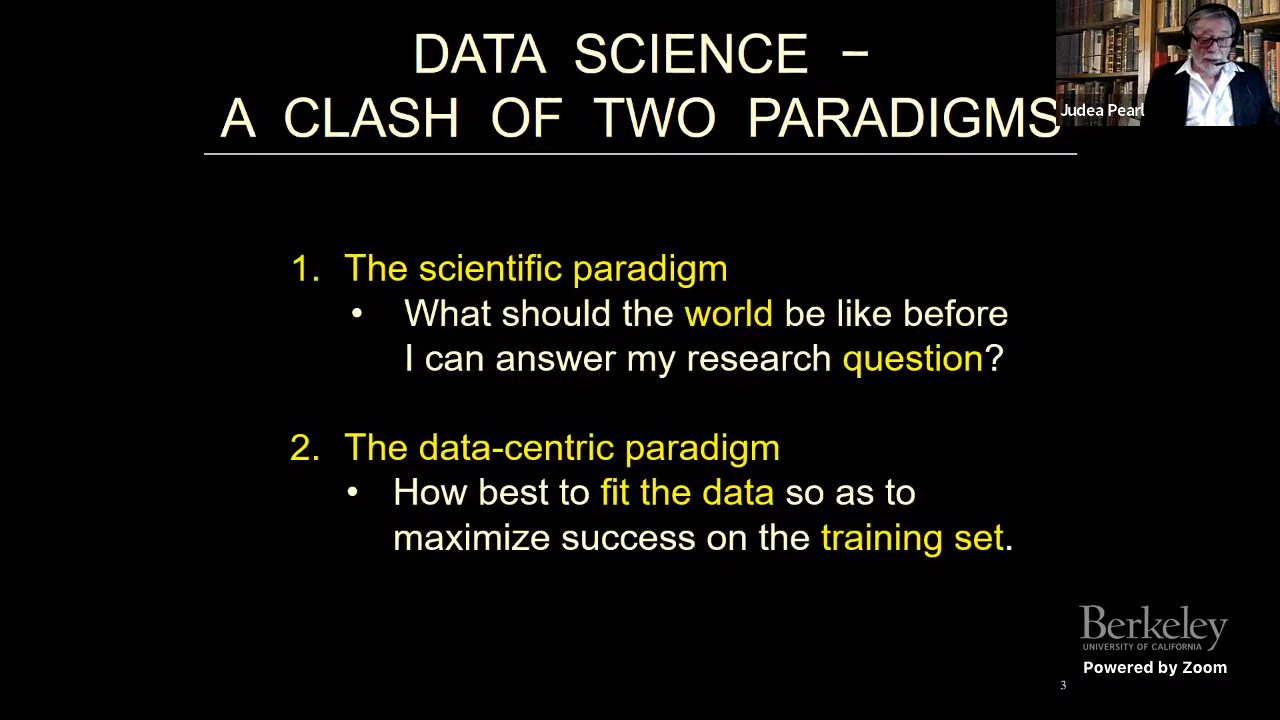 DATA SCIENCE –
A CLASH OF TWO PARADIGMS
Judea Pearl
1. The scientific paradigm
• What should the world be like before
I can answer my research question?
2. The data-centric paradigm
• How best to fit the data so as to
maximize success on the training set.
Berkeley
UNIVERSITY OF CALIFORNIA
Powered by Zoom
3